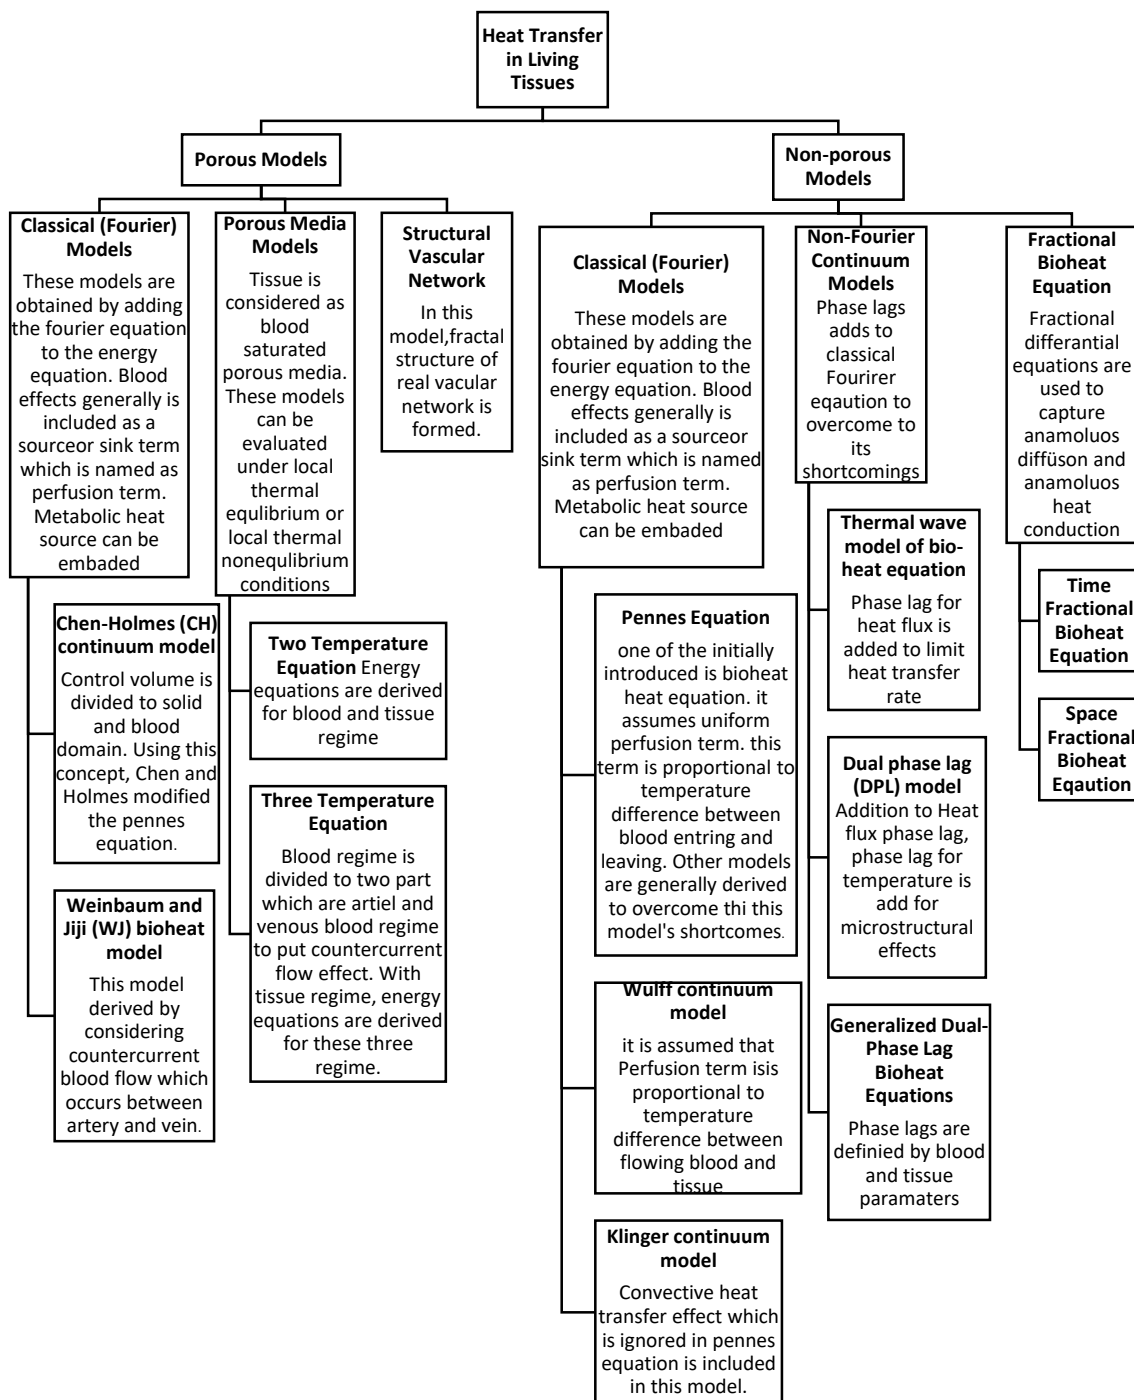 Heat Transfer
in Living
Tissues
Porous Models
Non-porous
Models
Classical (Fourier)
Models
These models are
obtained by adding
the fourier equation
to the energy
equation. Blood
effects generally is
included as a
sourceor sink term
which is named as
perfusion term.
Metabolic heat
source can be
embaded
Porous Media
Models
Tissue is
considered as
blood
saturated
porous media.
These models
can be
evaluated
under local
thermal
equlibrium or
local thermal
nonequlibrium
conditions
Structural
Vascular
Network
In this
model,fractal
structure of
real vacular
network is
formed.
Classical (Fourier)
Models
These models are
obtained by adding the
fourier equation to the
energy equation. Blood
effects generally is
included as a sourceor
sink term which is named
as perfusion term.
Metabolic heat source
can be embaded
Non-Fourier
Continuum
Models
Phase lags
adds to
classical
Fourirer
eqaution to
overcome to
its
shortcomings
Fractional
Bioheat
Equation
Fractional
differantial
equations are
used to
capture
anamoluos
diffüson and
anamoluos
heat
conduction
Chen-Holmes (CH)
continuum model
Control volume is
divided to solid
and blood
domain. Using this
concept, Chen and
Holmes modified
the pennes
equation.
Weinbaum and
Jiji (WJ) bioheat
model
This model
derived by
considering
countercurrent
blood flow which
occurs between
artery and vein.
Two Temperature
Equation Energy
equations are derived
for blood and tissue
regime
Three Temperature
Equation
Blood regime is
divided to two part
which are artiel and
venous blood regime
to put countercurrent
flow effect. With
tissue regime, energy
equations are derived
for these three
regime.
Pennes Equation
one of the initially
introduced is bioheat
heat equation. it
assumes uniform
perfusion term. this
term is proportional to
temperature
difference between
blood entring and
leaving. Other models
are generally derived
to overcome thi this
model's shortcomes.
Wulff continuum
model
it is assumed that
Perfusion term isis
proportional to
temperature
difference between
flowing blood and
tissue
Klinger continuum
model
Convective heat
transfer effect which
is ignored in pennes
equation is included
in this model.
Thermal wave
model of bio-
heat equation
Phase lag for
heat flux is
added to limit
heat transfer
rate
Dual phase lag
(DPL) model
Addition to Heat
flux phase lag,
phase lag for
temperature is
add for
microstructural
effects
Generalized Dual-
Phase Lag
Bioheat
Equations
Phase lags are
definied by blood
and tissue
paramaters
Time
Fractional
Bioheat
Equation
Space
Fractional
Bioheat
Eqaution